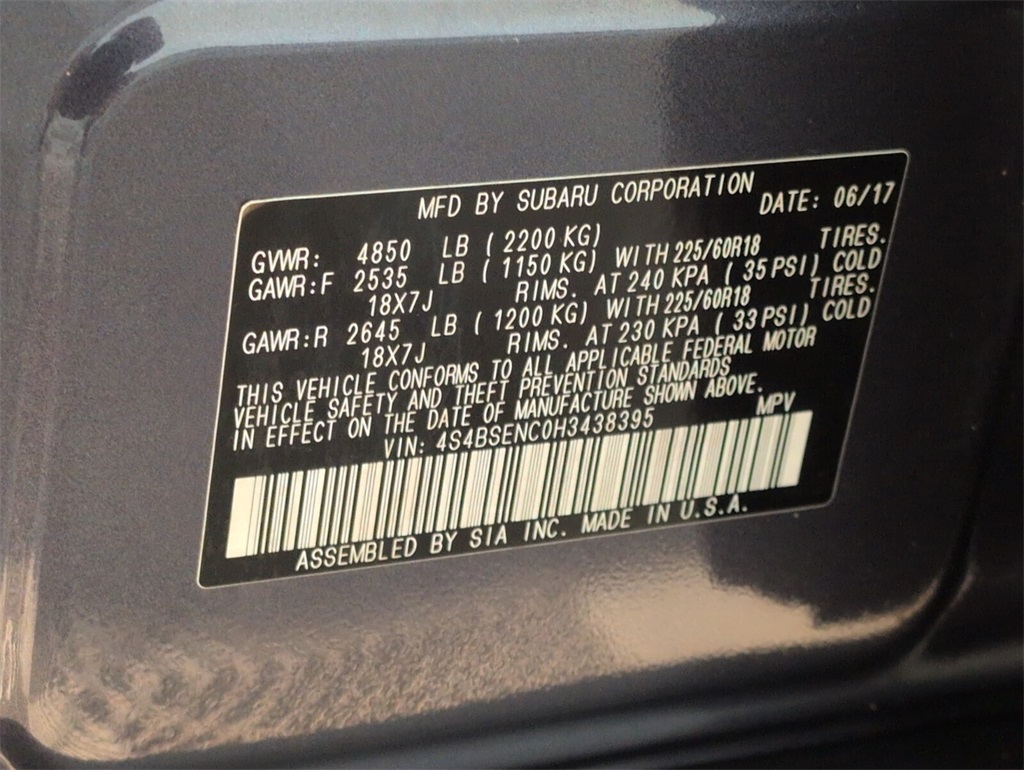 MFD BY SUBARU CORPORATION DATE: 06/17
GVWR: 4850 LB ( 2200 KG)
GAWR:F 2535 LB ( 1150 KG) WITH 225/60R18 TIRES.
18X7J RIMS. AT 240 KPA ( 35 PSI) COLD
GAWR:R 2645 LB ( 1200 KG) WITH 225/60R18 TIRES.
18X7J RIMS. AT 230 KPA ( 33 PSI) COLD
THIS VEHICLE CONFORMS TO ALL APPLICABLE FEDERAL MOTOR
VEHICLE SAFETY AND THEFT PREVENTION STANDARDS
IN EFFECT ON THE DATE OF MANUFACTURE SHOWN ABOVE.
VIN: 4S4BSENC0H3438395 MPV
ASSEMBLED BY SIA INC. MADE IN U.S.A.